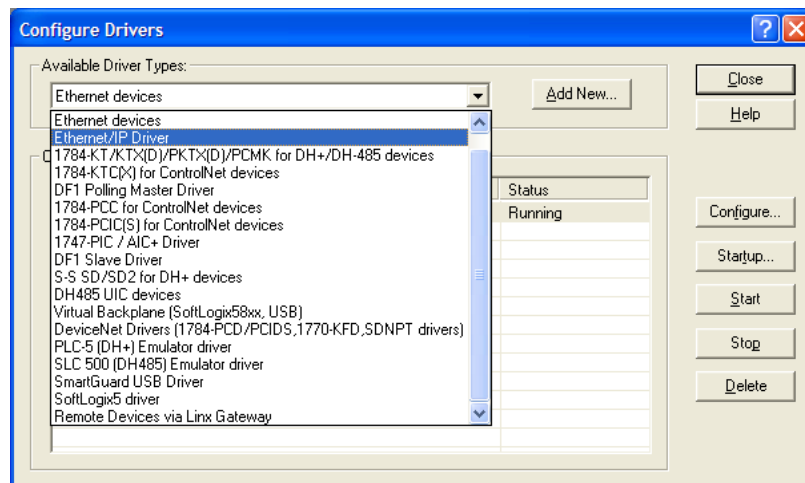 Configure Drivers
Available Driver Types:
Ethernet devices
Add New...
Close
Help
Ethernet devices
Ethernet/IP Driver
1784-KT/KTX(D)/PKTX(D)/PCMK for DH+/DH-485 devices
1784-KTC(X) for ControlNet devices
DF1 Polling Master Driver
1784-PCC for ControlNet devices
1784-PCIC(S) for ControlNet devices
1747-PIC / AIC+ Driver
DF1 Slave Driver
S-S SD/SD2 for DH+ devices
DH485 UIC devices
Virtual Backplane (SoftLogix58xx, USB)
DeviceNet Drivers (1784-PCD/PCIDS,1770-KFD,SDNPT drivers)
PLC-5 (DH+) Emulator driver
SLC 500 (DH485) Emulator driver
SmartGuard USB Driver
SoftLogix5 driver
Remote Devices via Linx Gateway
Status
Running
Configure...
Startup...
Start
Stop
Delete